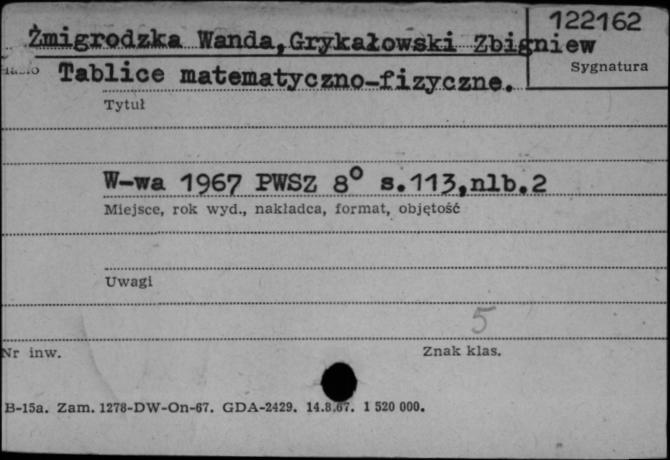 122162
Żmigrodzka Wanda,Grykałowski Zbigniew
Sygnatura
Hasło Tablice matematyczno-fizyczne.
Tytuł
W-wa 1967 PWSZ 8° s.113,nlb.2
Miejsce, rok wyd., nakładca, format, objętość
Uwagi
5
Nr inw.
Znak klas.
B-15a. Zam. 1278-DW-On-67. GDA-2429. 14.8.67. 1 520 000.